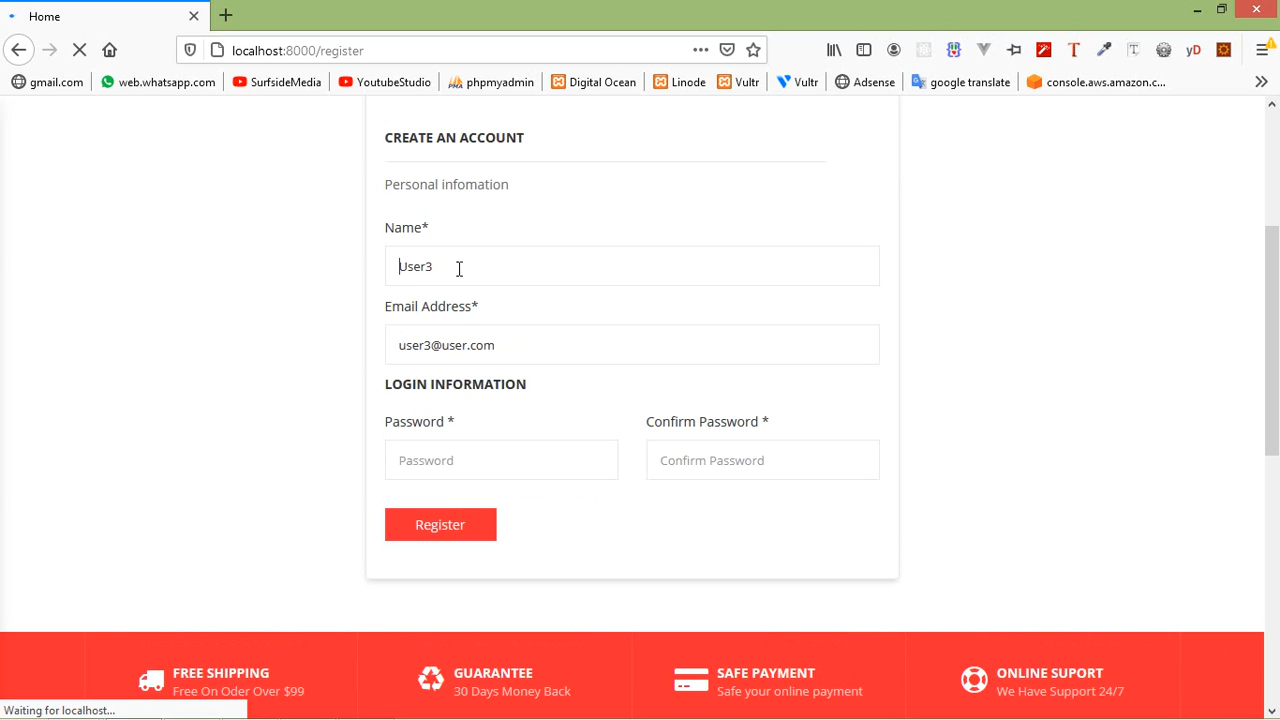 Home
localhost:8000/register
gmail.com
web.whatsapp.com
SurfsideMedia
YoutubeStudio
phpmyadmin
Digital Ocean
Linode
Vultr
Vultr
Adsense
google translate
console.aws.amazon.c...
CREATE AN ACCOUNT
Personal infomation
Name*
User3
Email Address*
user3@user.com
LOGIN INFORMATION
Password *
Confirm Password *
Password
Confirm Password
Register
FREE SHIPPING
Free On Oder Over $99
GUARANTEE
30 Days Money Back
SAFE PAYMENT
Safe your online payment
ONLINE SUPORT
We Have Support 24/7
Waiting for localhost...